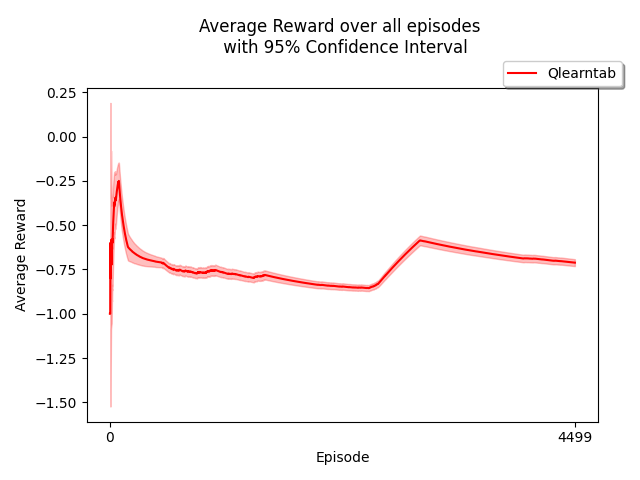 Average Reward over all episodes
with 95% Confidence Interval
Qlearntab
0.25
0.00
−0.25
−0.50
−0.75
−1.00
−1.25
−1.50
Average Reward
0
4499
Episode